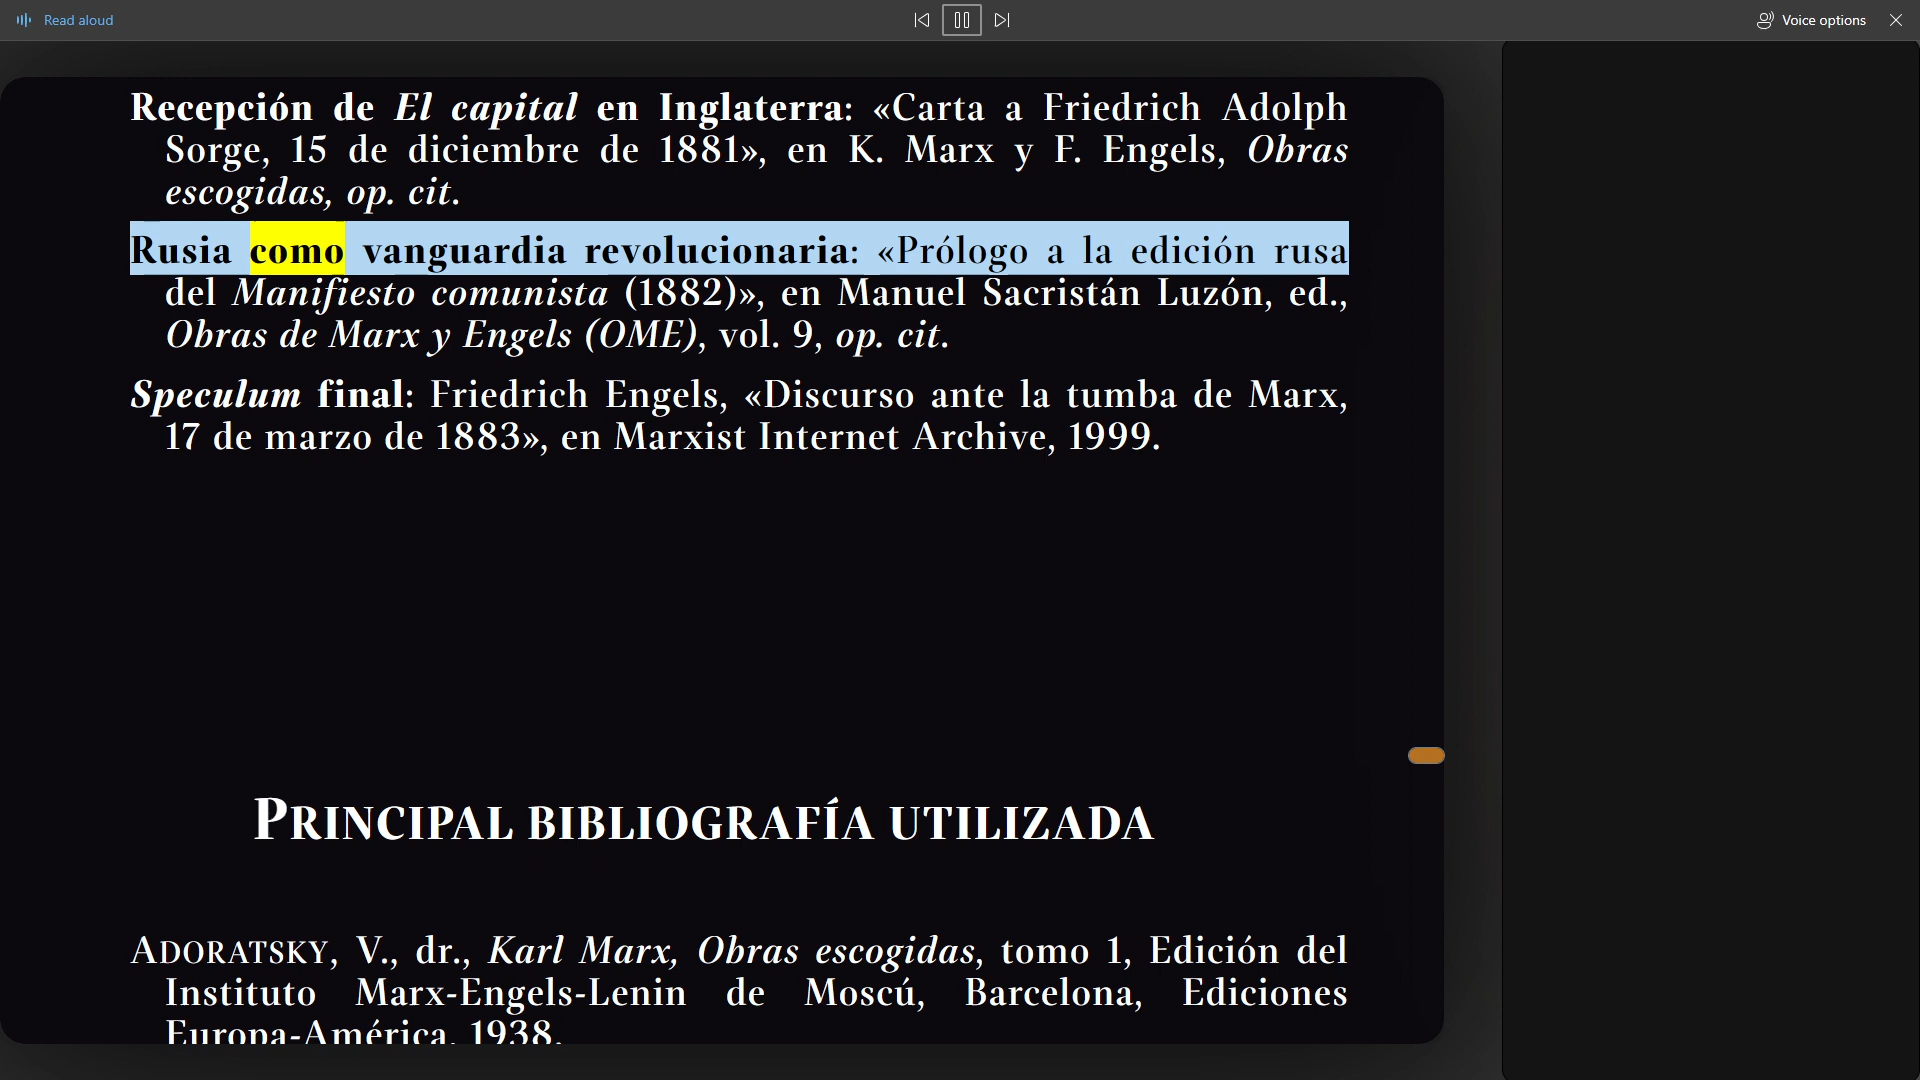 Read aloud
Voice options
Recepción de El capital en Inglaterra: «Carta a Friedrich Adolph
Sorge, 15 de diciembre de 1881», en K. Marx y F. Engels, Obras
escogidas, op. cit.
Rusia como vanguardia revolucionaria: «Prólogo a la edición rusa
del Manifiesto comunista (1882)», en Manuel Sacristán Luzón, ed.,
Obras de Marx y Engels (OME), vol. 9, op. cit.
Speculum final: Friedrich Engels, «Discurso ante la tumba de Marx,
17 de marzo de 1883», en Marxist Internet Archive, 1999.
PRINCIPAL BIBLIOGRAFÍA UTILIZADA
ADORATSKY, V., dr., Karl Marx, Obras escogidas, tomo 1, Edición del
Instituto Marx-Engels-Lenin de Moscú, Barcelona, Ediciones
Europa-América, 1938.